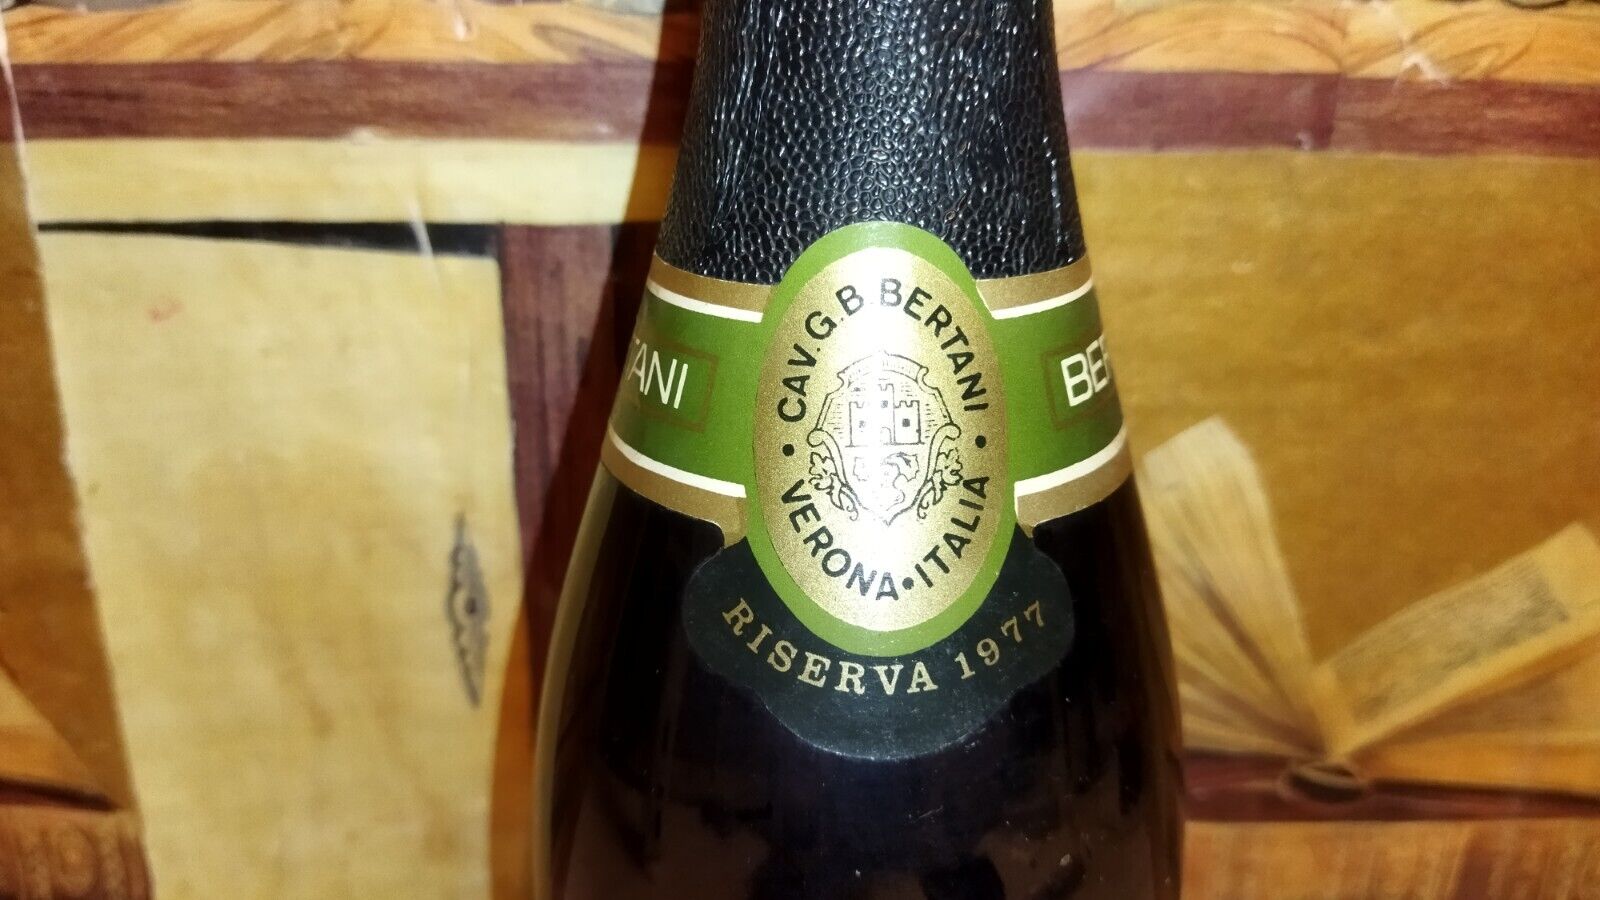 CAV. G. B. BERTANI
VERONA • ITALIA
RISERVA 1977